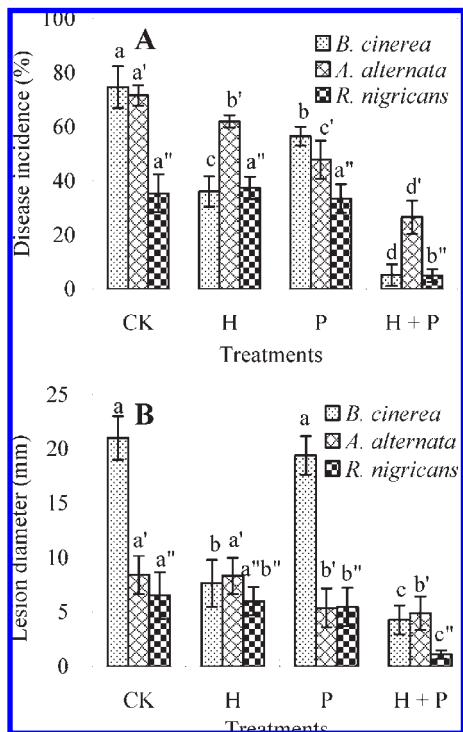 100
A
B. cinerea
A. alternata
R. nigricans
Disease incidence (%)
80
60
40
20
0
a a' a"
c b' a"
b c' a"
d d' b"
CK H P H + P
Treatments
B
B. cinerea
A. alternata
R. nigricans
Lesion diameter (mm)
25
20
15
10
5
0
a a' a"
b a' a"b"
a b' b"
c b' c"
CK H P H + P
Treatments